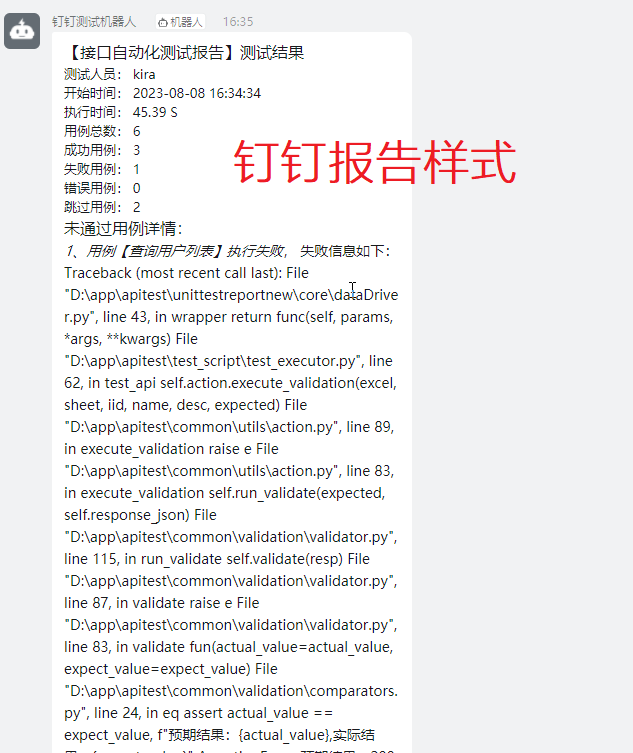 钉钉测试机器人 机器人 16:35
【接口自动化测试报告】测试结果
测试人员： kira
开始时间： 2023-08-08 16:34:34
执行时间： 45.39 S
用例总数： 6
成功用例： 3
失败用例： 1
错误用例： 0
跳过用例： 2
钉钉报告样式
未通过用例详情：
1、用例【查询用户列表】执行失败， 失败信息如下：
Traceback (most recent call last): File
"D:\app\apitest\unittestreportnew\core\dataDrive
r.py", line 43, in wrapper return func(self, params,
*args, **kwargs) File
"D:\app\apitest\test_script\test_executor.py", line
62, in test_api self.action.execute_validation(excel,
sheet, iid, name, desc, expected) File
"D:\app\apitest\common\utils\action.py", line 89,
in execute_validation raise e File
"D:\app\apitest\common\utils\action.py", line 83,
in execute_validation self.run_validate(expected,
self.response_json) File
"D:\app\apitest\common\validation\validator.py",
line 115, in run_validate self.validate(resp) File
"D:\app\apitest\common\validation\validator.py",
line 87, in validate raise e File
"D:\app\apitest\common\validation\validator.py",
line 83, in validate fun(actual_value=actual_value,
expect_value=expect_value) File
"D:\app\apitest\common\validation\comparators.
py", line 24, in eq assert actual_value ==
expect_value, f"预期结果：{actual_value},实际结